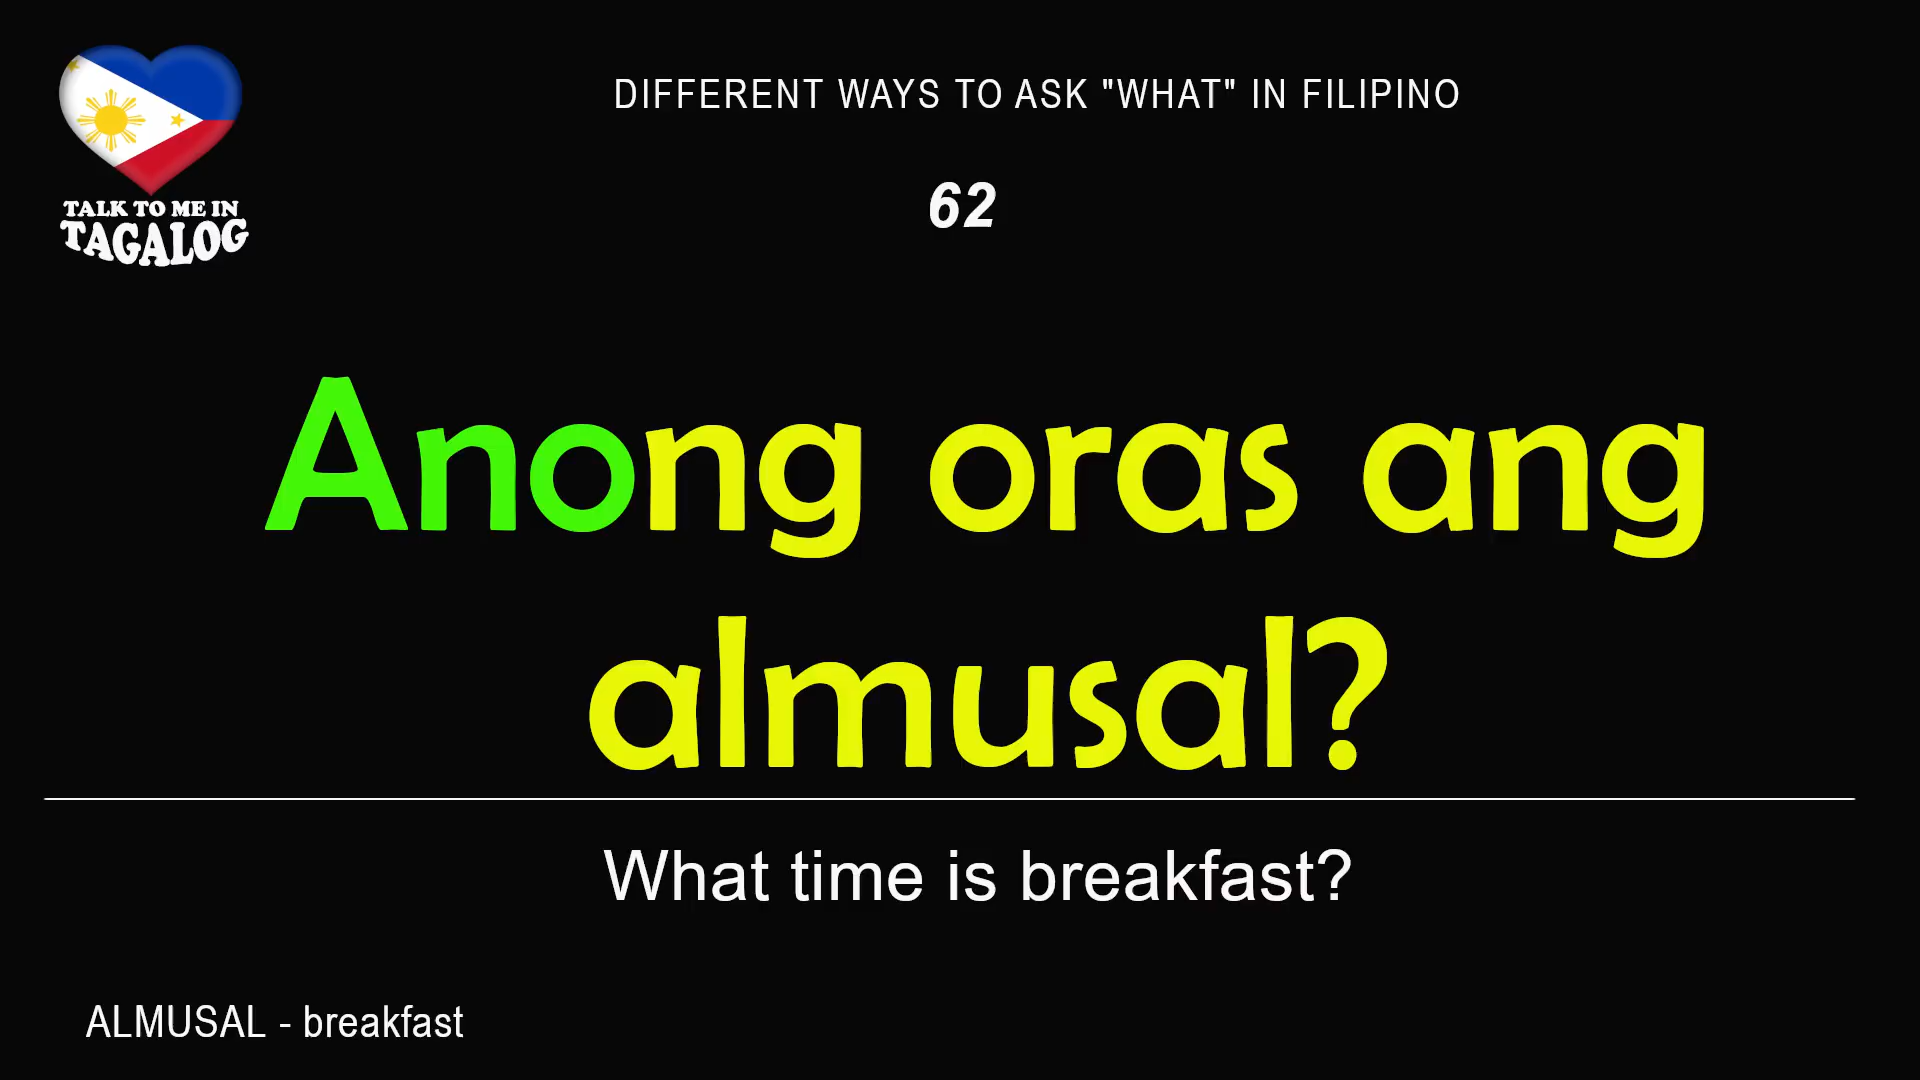 DIFFERENT WAYS TO ASK "WHAT" IN FILIPINO
62
TALK TO ME IN
TAGALOG
Anong oras ang
almusal?
What time is breakfast?
ALMUSAL - breakfast